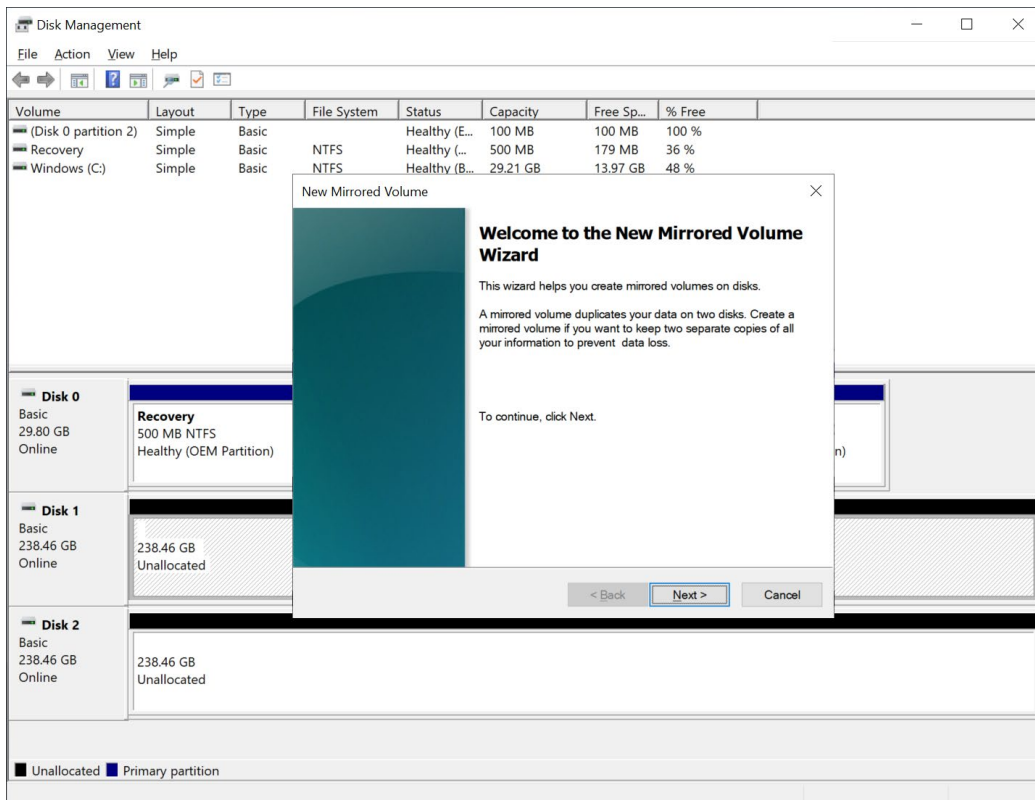 Disk Management
File Action View Help
Volume Layout Type File System Status Capacity Free Sp... % Free
(Disk 0 partition 2) Simple Basic Healthy (E... 100 MB 100 MB 100 %
Recovery Simple Basic NTFS Healthy (... 500 MB 179 MB 36 %
Windows (C:) Simple Basic NTFS Healthy (B... 29.21 GB 13.97 GB 48 %
New Mirrored Volume
Welcome to the New Mirrored Volume
Wizard
This wizard helps you create mirrored volumes on disks.
A mirrored volume duplicates your data on two disks. Create a
mirrored volume if you want to keep two separate copies of all
your information to prevent data loss.
To continue, click Next.
< Back Next > Cancel
Disk 0
Basic
29.80 GB
Online
Recovery
500 MB NTFS
Healthy (OEM Partition)
n)
Disk 1
Basic
238.46 GB
Online
238.46 GB
Unallocated
Disk 2
Basic
238.46 GB
Online
238.46 GB
Unallocated
Unallocated Primary partition